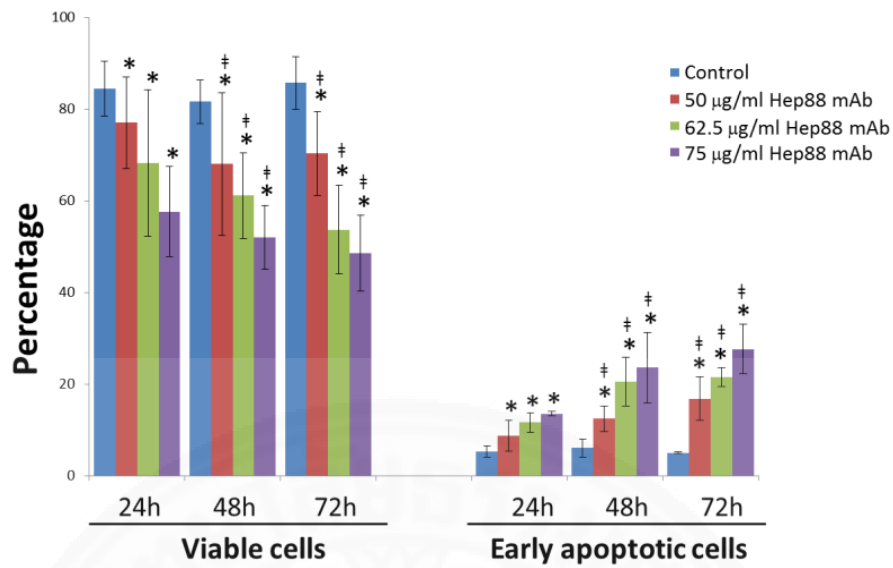 100
80
60
40
20
0
Percentage
Control
50 μg/ml Hep88 mAb
62.5 μg/ml Hep88 mAb
75 μg/ml Hep88 mAb
* * *
ǂ ǂ ǂ
* * *
ǂ ǂ ǂ
* * *
* * *
ǂ ǂ ǂ
* * *
ǂ ǂ ǂ
* * *
24h 48h 72h 24h 48h 72h
Viable cells Early apoptotic cells